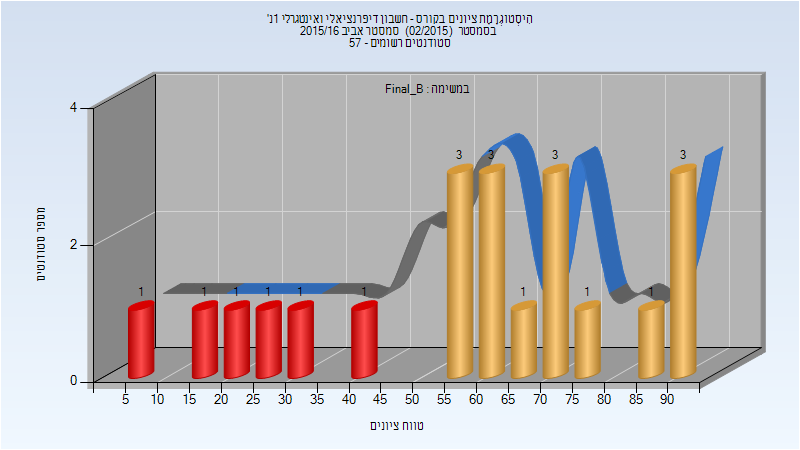 היסטוגרמת ציונים בקורס - חשבון דיפרנציאלי ואינטגרלי 1נ'
בסמסטר (02/2015) סמסטר אביב 2015/16
סטודנטים רשומים - 57
במשימה : Final_B
מספר סטודנטים
4
2
0
1 1 1 1 1 1 3 3 1 3 1 1 3
5 10 15 20 25 30 35 40 45 50 55 60 65 70 75 80 85 90
טווח ציונים